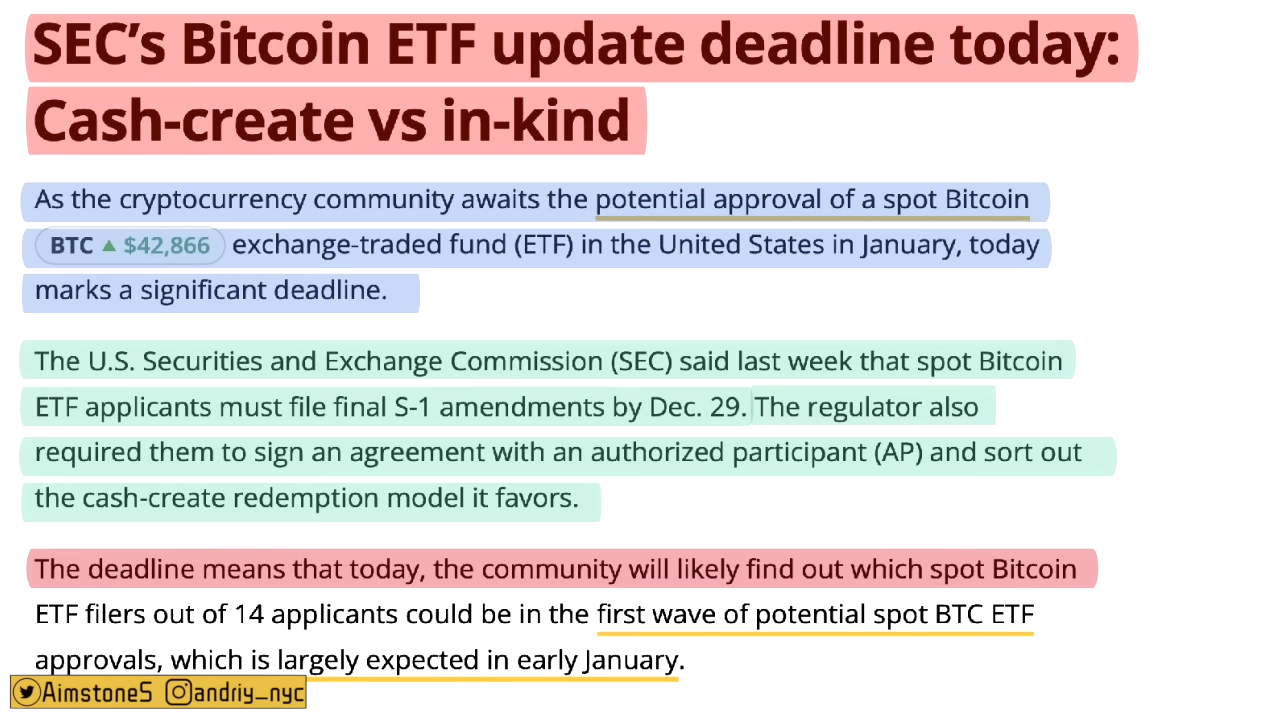 SEC’s Bitcoin ETF update deadline today:
Cash-create vs in-kind
As the cryptocurrency community awaits the potential approval of a spot Bitcoin
BTC ▲ $42,866 exchange-traded fund (ETF) in the United States in January, today
marks a significant deadline.
The U.S. Securities and Exchange Commission (SEC) said last week that spot Bitcoin
ETF applicants must file final S-1 amendments by Dec. 29. The regulator also
required them to sign an agreement with an authorized participant (AP) and sort out
the cash-create redemption model it favors.
The deadline means that today, the community will likely find out which spot Bitcoin
ETF filers out of 14 applicants could be in the first wave of potential spot BTC ETF
approvals, which is largely expected in early January.
Aimstone5 andriy_nyc